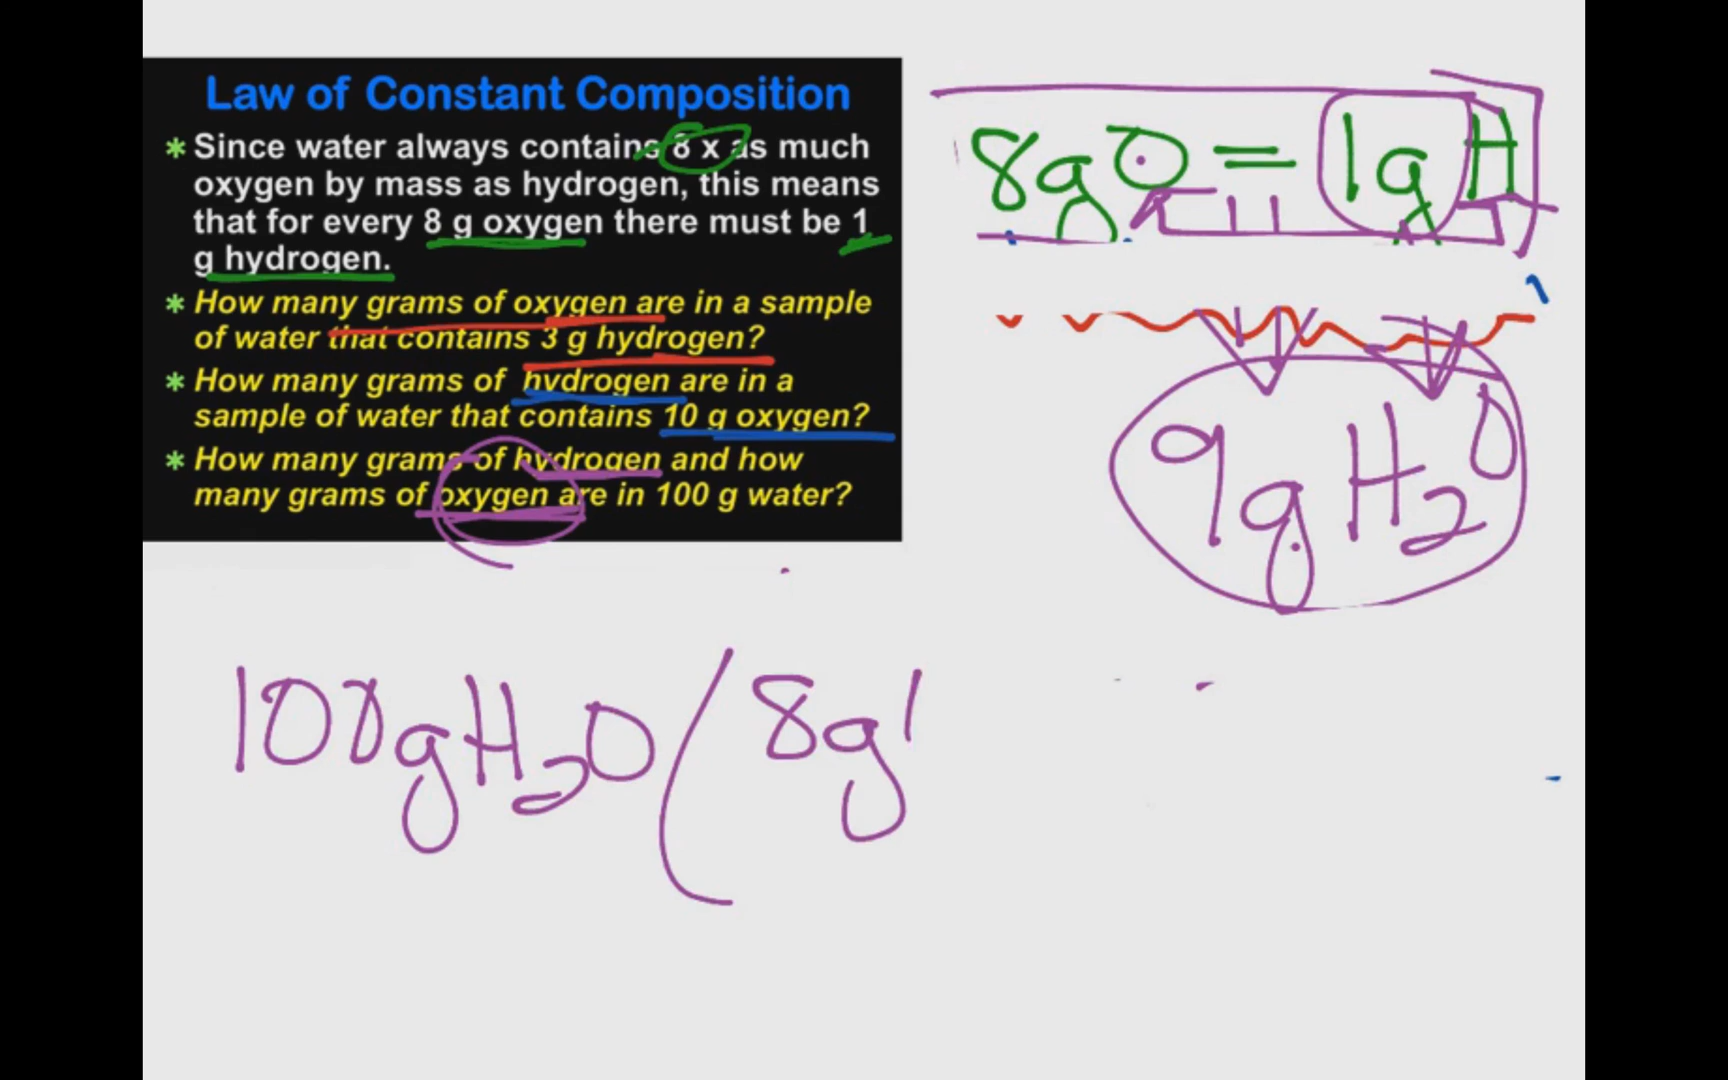 Law of Constant Composition
* Since water always contains 8 x as much
oxygen by mass as hydrogen, this means
that for every 8 g oxygen there must be 1
g hydrogen.
* How many grams of oxygen are in a sample
of water that contains 3 g hydrogen?
* How many grams of hydrogen are in a
sample of water that contains 10 g oxygen?
* How many grams of hydrogen and how
many grams of oxygen are in 100 g water?
8g O = 1g H
9g H2O
100g H2O ( 8g